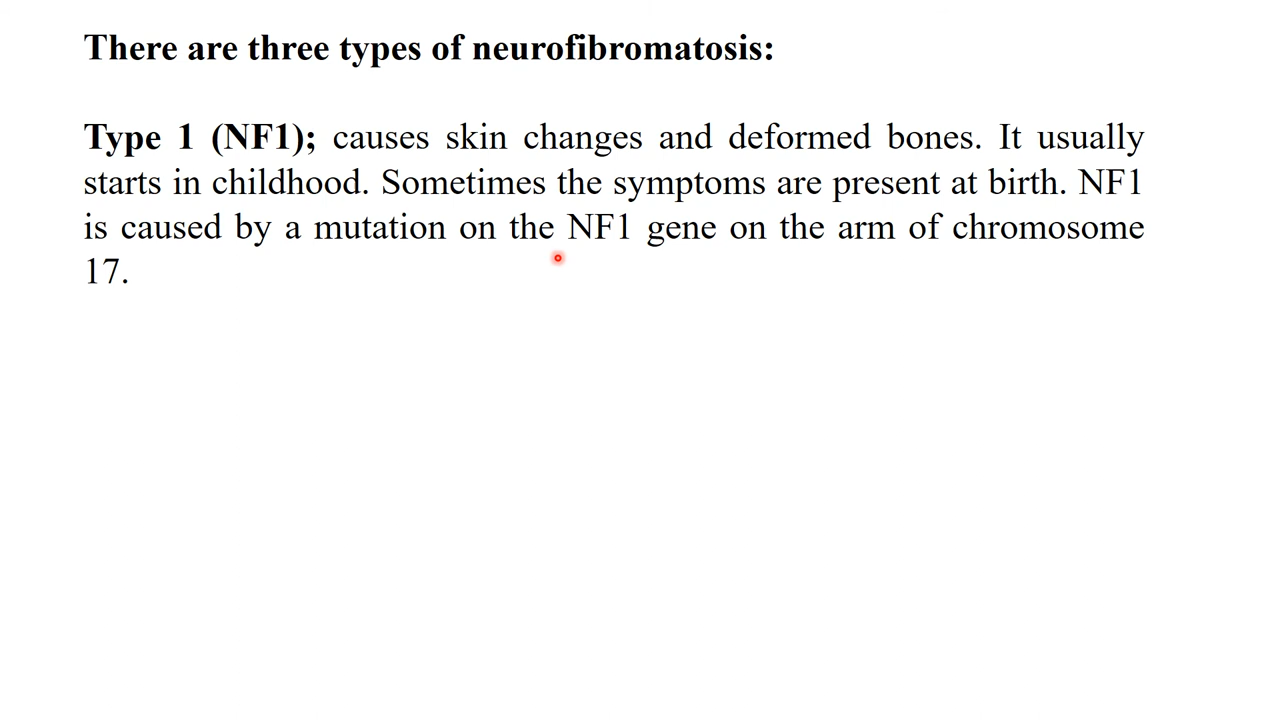 There are three types of neurofibromatosis:
Type 1 (NF1); causes skin changes and deformed bones. It usually
starts in childhood. Sometimes the symptoms are present at birth. NF1
is caused by a mutation on the NF1 gene on the arm of chromosome
17.